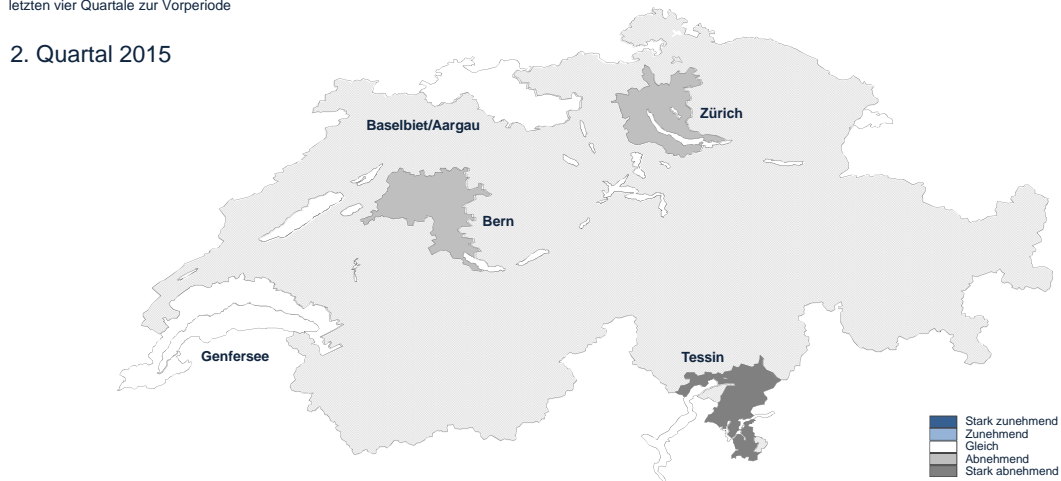 letzten vier Quartale zur Vorperiode
2. Quartal 2015
Zürich
Baselbiet/Aargau
Bern
Genfersee
Tessin
Stark zunehmend
Zunehmend
Gleich
Abnehmend
Stark abnehmend